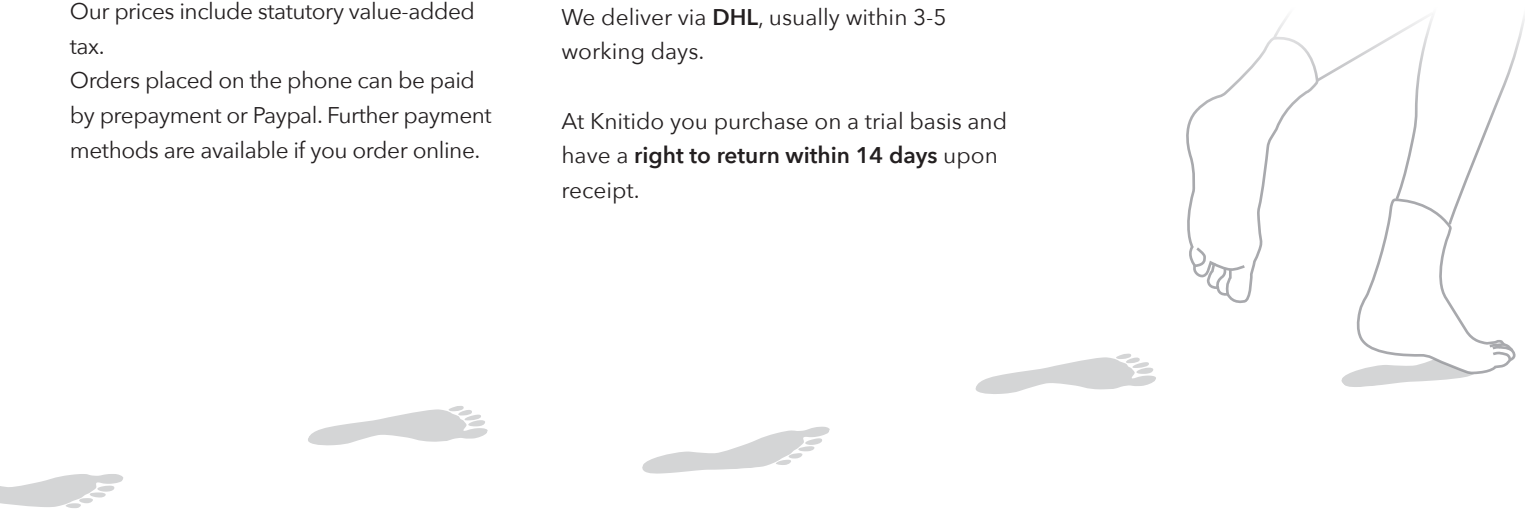 Our prices include statutory value-added
tax.
Orders placed on the phone can be paid
by prepayment or Paypal. Further payment
methods are available if you order online.
We deliver via DHL, usually within 3-5
working days.
At Knitido you purchase on a trial basis and
have a right to return within 14 days upon
receipt.